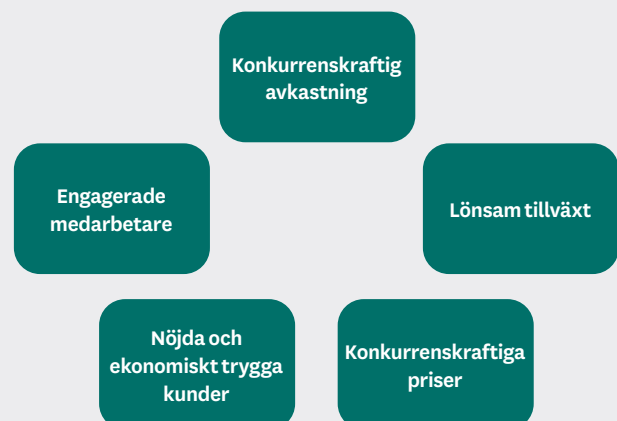 Konkurrenskraftig
avkastning
Engagerade
medarbetare
Lönsam tillväxt
Nöjda och
ekonomiskt trygga
kunder
Konkurrenskraftiga
priser